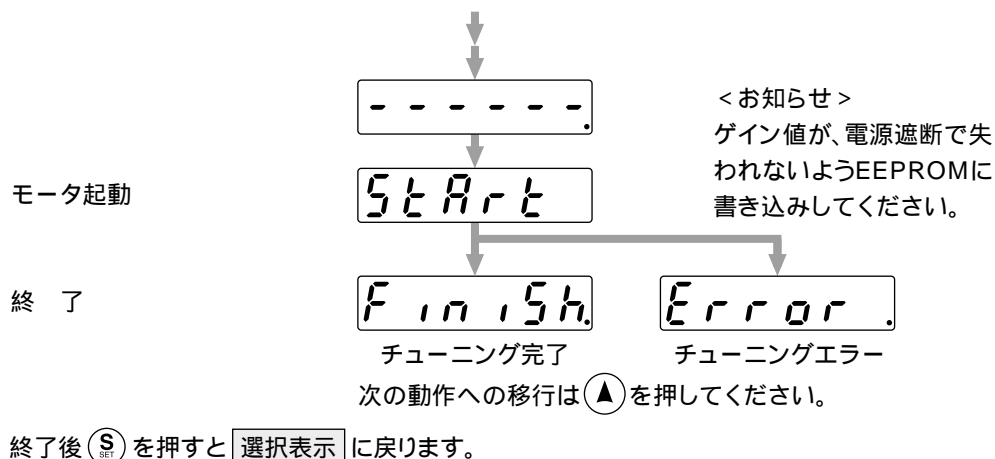 ------.
<お知らせ>
ゲイン値が、電源遮断で失
われないようEEPROMに
書き込みしてください。
モータ起動
StArt
終 了
FiniSh.
Error.
チューニング完了
チューニングエラー
次の動作への移行は▲を押してください。
終了後 S SET を押すと 選択表示 に戻ります。